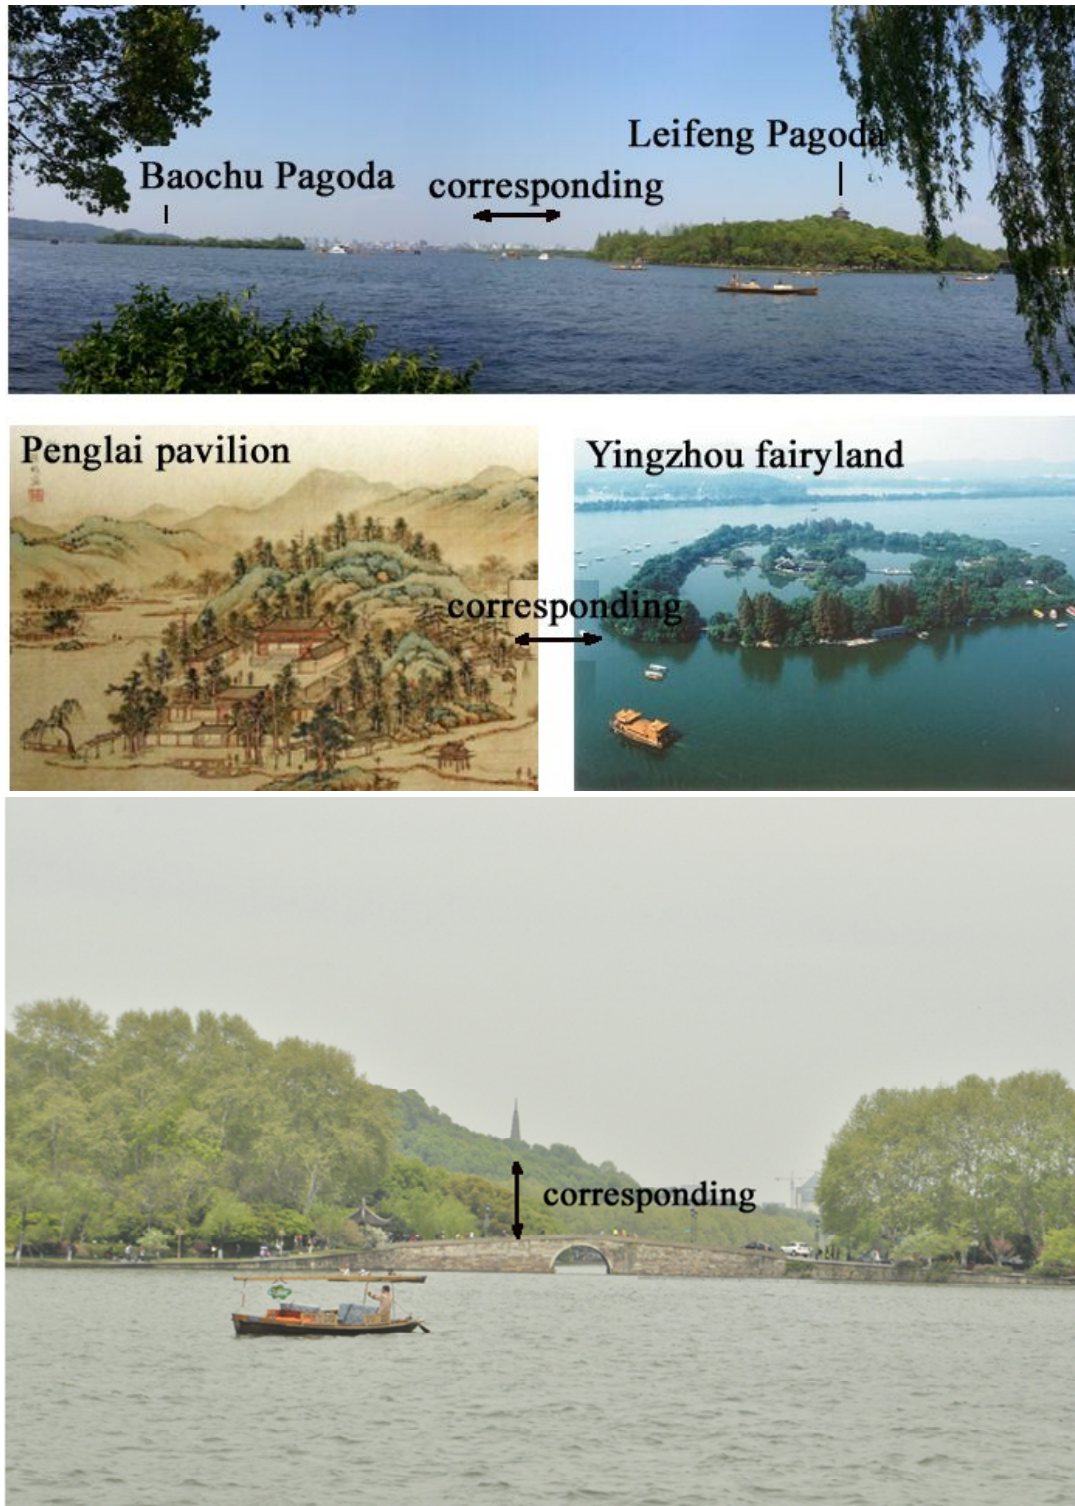 Leifeng Pagoda
Baochu Pagoda
corresponding
Penglai pavilion
Yingzhou fairyland
corresponding
corresponding